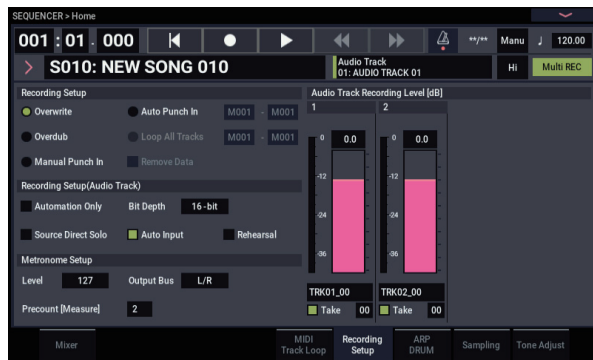 SEQUENCER > Home
001 : 01 . 000
**/**
Manu
♩ 120.00
S010: NEW SONG 010
Audio Track
01: AUDIO TRACK 01
Hi
Multi REC
Recording Setup
Overwrite
Auto Punch In
M001 - M001
Overdub
Loop All Tracks
M001 - M001
Manual Punch In
Remove Data
Recording Setup(Audio Track)
Automation Only
Bit Depth
16-bit
Source Direct Solo
Auto Input
Rehearsal
Metronome Setup
Level
127
Output Bus
L/R
Precount [Measure]
2
Audio Track Recording Level [dB]
1
2
0
0.0
-12
-24
-36
0
0.0
-12
-24
-36
TRK01_00
TRK02_00
Take 00
Take 00
Mixer
MIDI
Track Loop
Recording
Setup
ARP
DRUM
Sampling
Tone Adjust